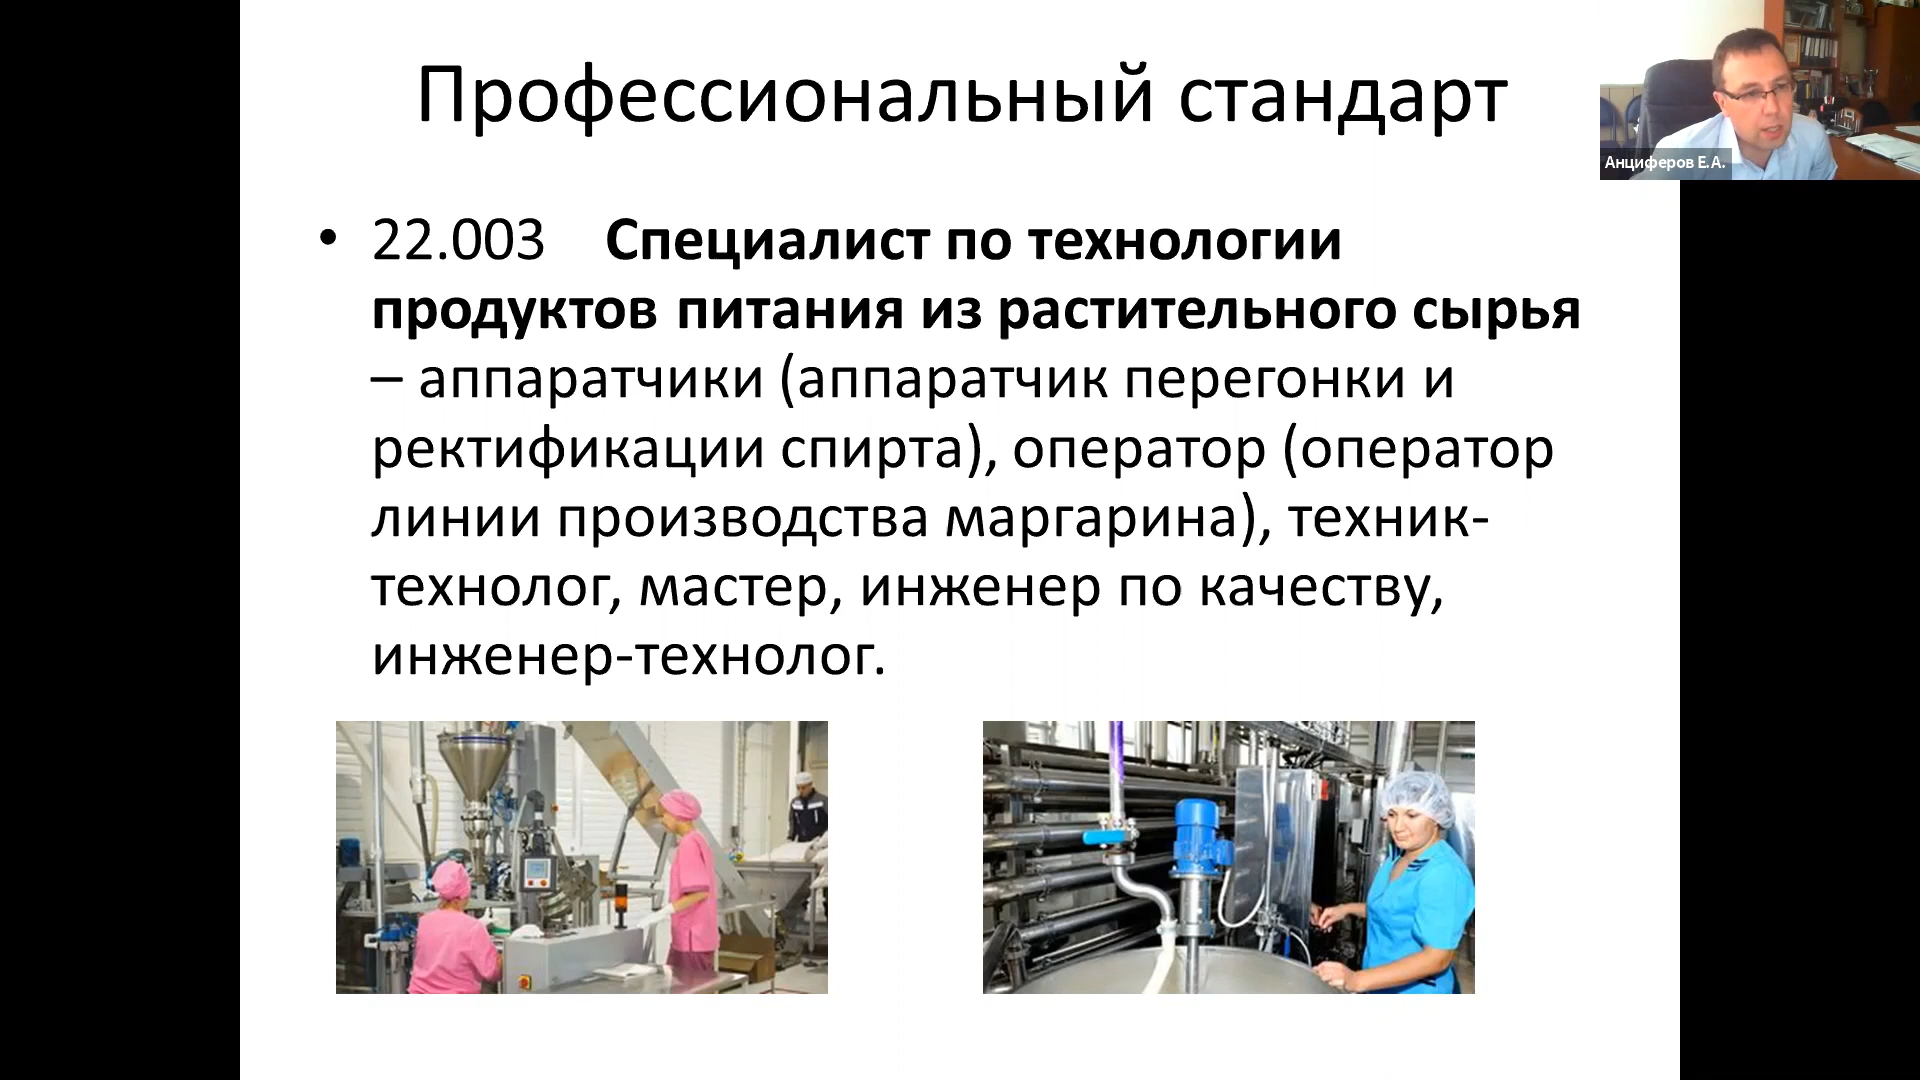 Профессиональный стандарт
Анциферов Е.А.
• 22.003 Специалист по технологии
продуктов питания из растительного сырья
– аппаратчики (аппаратчик перегонки и
ректификации спирта), оператор (оператор
линии производства маргарина), техник-
технолог, мастер, инженер по качеству,
инженер-технолог.